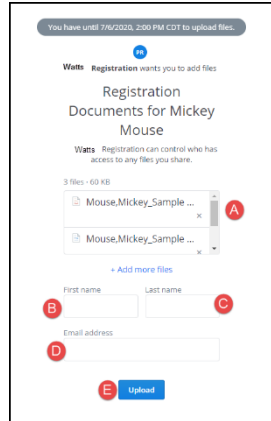 You have until 7/6/2020, 2:00 PM CDT to upload files.
PR
Watts Registration wants you to add files
Registration
Documents for Mickey
Mouse
Watts Registration can control who has
access to any files you share.
3 files - 60 KB
Mouse,Mickey_Sample ...
×
A
Mouse,Mickey_Sample ...
×
+ Add more files
First name Last name
B C
Email address
D
E Upload